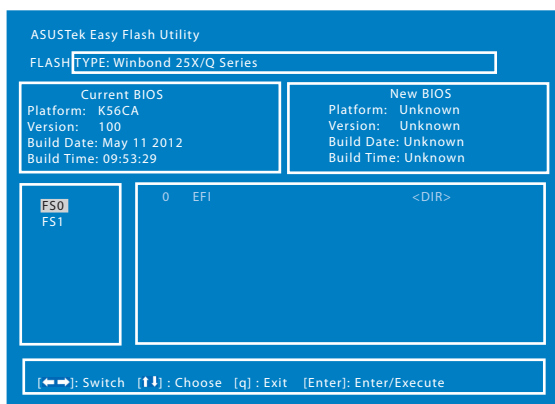 ASUSTek Easy Flash Utility
FLASH TYPE: Winbond 25X/Q Series
Current BIOS
Platform: K56CA
Version: 100
Build Date: May 11 2012
Build Time: 09:53:29
New BIOS
Platform: Unknown
Version: Unknown
Build Date: Unknown
Build Time: Unknown
FS0
FS1
0 EFI <DIR>
[←→]: Switch [↑↓] : Choose [q] : Exit [Enter]: Enter/Execute